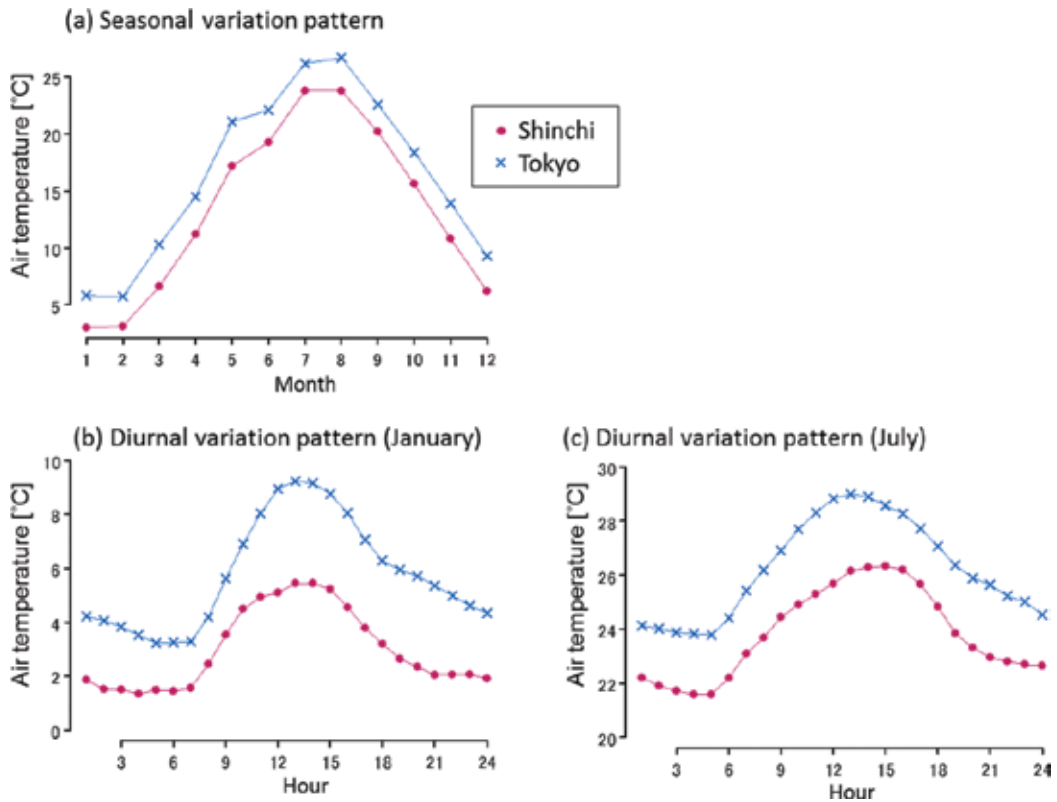 (a) Seasonal variation pattern
Air temperature [°C]
25
20
15
10
5
1 2 3 4 5 6 7 8 9 10 11 12
Month
Shinchi
Tokyo
(b) Diurnal variation pattern (January)
Air temperature [°C]
10
8
6
4
2
0
3 6 9 12 15 18 21 24
Hour
(c) Diurnal variation pattern (July)
Air temperature [°C]
30
28
26
24
22
20
3 6 9 12 15 18 21 24
Hour